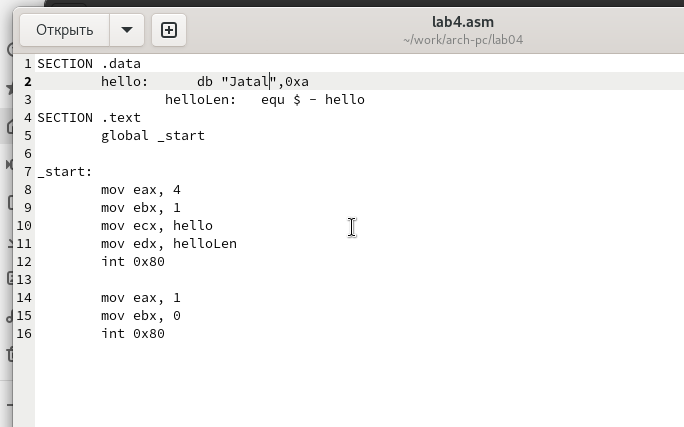 Открыть
lab4.asm
~/work/arch-pc/lab04
1 SECTION .data
2 hello: db "Jatal",0xa
3 helloLen: equ $ - hello
4 SECTION .text
5 global _start
6
7 _start:
8 mov eax, 4
9 mov ebx, 1
10 mov ecx, hello
11 mov edx, helloLen
12 int 0x80
13
14 mov eax, 1
15 mov ebx, 0
16 int 0x80